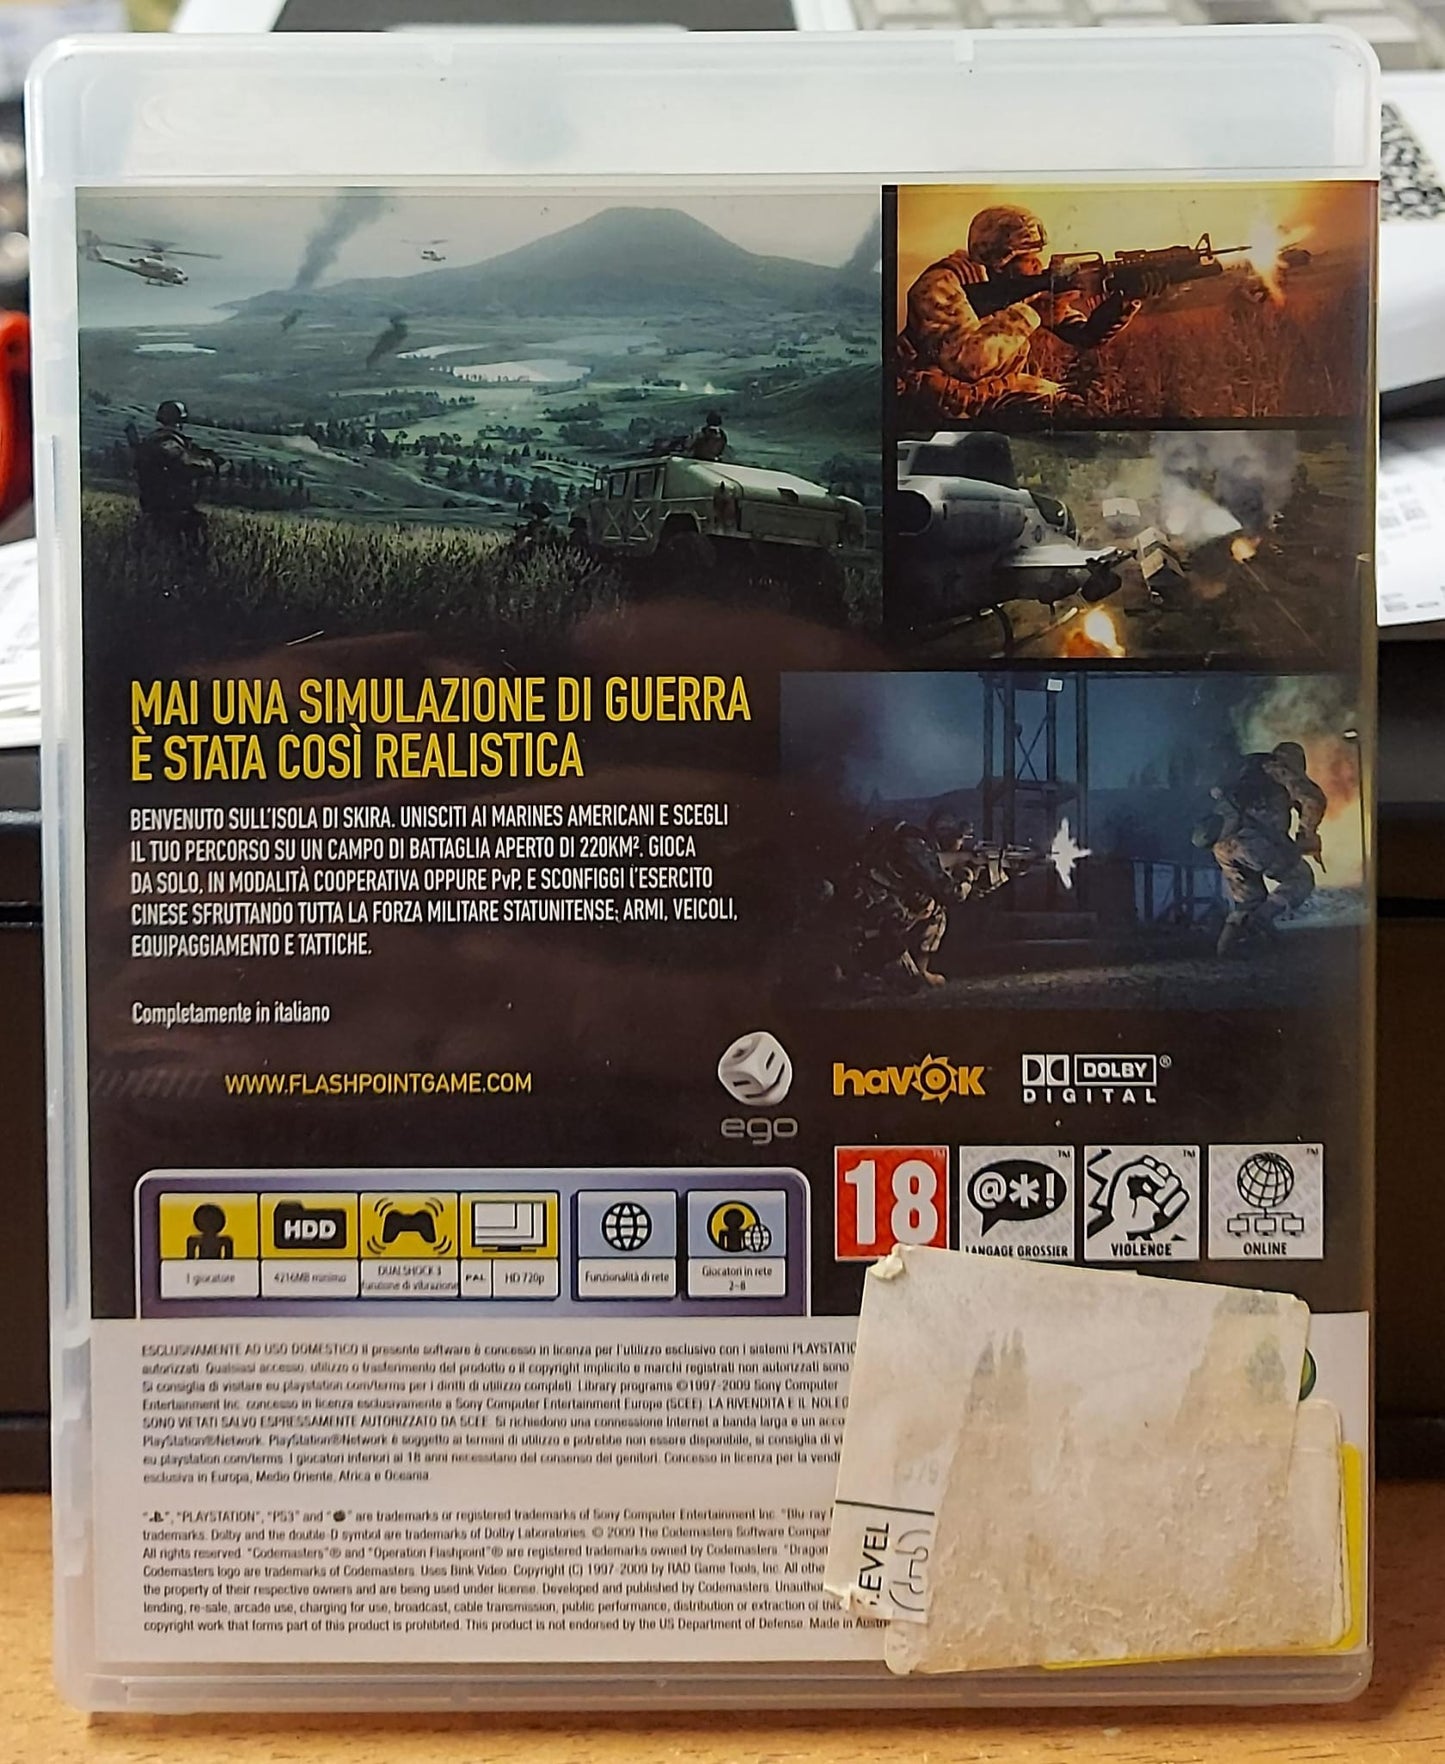 MAI UNA SIMULAZIONE DI GUERRA
È STATA COSÌ REALISTICA
BENVENUTO SULL'ISOLA DI SKIRA. UNISCITI AI MARINES AMERICANI E SCEGLI
IL TUO PERCORSO SU UN CAMPO DI BATTAGLIA APERTO DI 220KM². GIOCA
DA SOLO, IN MODALITÀ COOPERATIVA OPPURE PvP, E SCONFIGGI L'ESERCITO
CINESE SFRUTTANDO TUTTA LA FORZA MILITARE STATUNITENSE: ARMI, VEICOLI,
EQUIPAGGIAMENTO E TATTICHE.
Completamente in italiano
WWW.FLASHPOINTGAME.COM
ego
havok
DOLBY®
DIGITAL
18
@*!
LANGAGE GROSSIER
VIOLENCE
ONLINE
HDD
1 giocatore
4216MB minimo
DUALSHOCK 3
funzione di vibrazione
PAL
HD 720p
Funzionalità di rete
Giocatori in rete
2-8
ESCLUSIVAMENTE AD USO DOMESTICO Il presente software è concesso in licenza per l'utilizzo esclusivo con i sistemi
autorizzati. Qualsiasi accesso, utilizzo o trasferimento del prodotto o il copyright implicito e marchi registrati non autorizzati sono
Si consiglia di visitare eu.playstation.com/terms per i diritti di utilizzo completi. Library programs ©1997-2009 Sony Computer
Entertainment Inc. concesso in licenza esclusivamente a Sony Computer Entertainment Europe (SCEE). LA RIVENDITA E IL
SONO VIETATI SALVO ESPRESSAMENTE AUTORIZZATO DA SCEE. Si richiedono una connessione Internet a banda larga e un
PlayStation®Network. PlayStation®Network è soggetto ai termini di utilizzo e potrebbe non essere disponibile, si consiglia di
eu.playstation.com/terms. I giocatori inferiori ai 18 anni necessitano del consenso dei genitori. Concesso in licenza per la
esclusiva in Europa, Medio Oriente, Africa e Oceania.
"PLAYSTATION", "PS3" and " " are trademarks or registered trademarks of Sony Computer Entertainment Inc. "Blu-ray
trademarks. Dolby and the double-D symbol are trademarks of Dolby Laboratories. © 2009 The Codemasters Software
All rights reserved. "Codemasters"® and "Operation Flashpoint"® are registered trademarks owned by Codemasters. "Dragon
Codemasters logo are trademarks of Codemasters. Uses Bink Video. Copyright (C) 1997-2009 by RAD Game Tools, Inc. All
the property of their respective owners and are being used under license. Developed and published by Codemasters.
lending, re-sale, arcade use, charging for use, broadcast, cable transmission, public performance, distribution or extraction of
copyright work that forms part of this product is prohibited. This product is not endorsed by the US Department of Defense. Made in